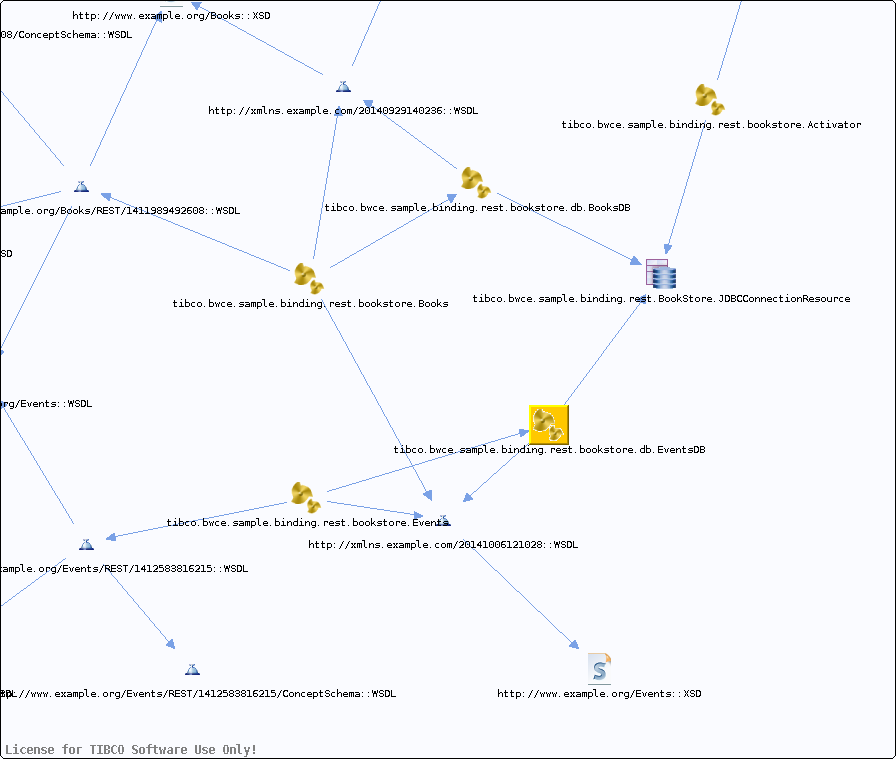 http://www.example.org/Books::XSD
08/ConceptSchema::WSDL
http://xmlns.example.com/20140929140236::WSDL
tibco.bwce.sample.binding.rest.bookstore.Activator
ample.org/Books/REST/1411989492608::WSDL
tibco.bwce.sample.binding.rest.bookstore.db.BooksDB
SD
tibco.bwce.sample.binding.rest.bookstore.Books
tibco.bwce.sample.binding.rest.BookStore.JDBCConnectionResource
rg/Events::WSDL
tibco.bwce.sample.binding.rest.bookstore.db.EventsDB
tibco.bwce.sample.binding.rest.bookstore.Events
http://xmlns.example.com/20141006121028::WSDL
ample.org/Events/REST/1412583816215::WSDL
://www.example.org/Events/REST/1412583816215/ConceptSchema::WSDL
http://www.example.org/Events::XSD
License for TIBCO Software Use Only!